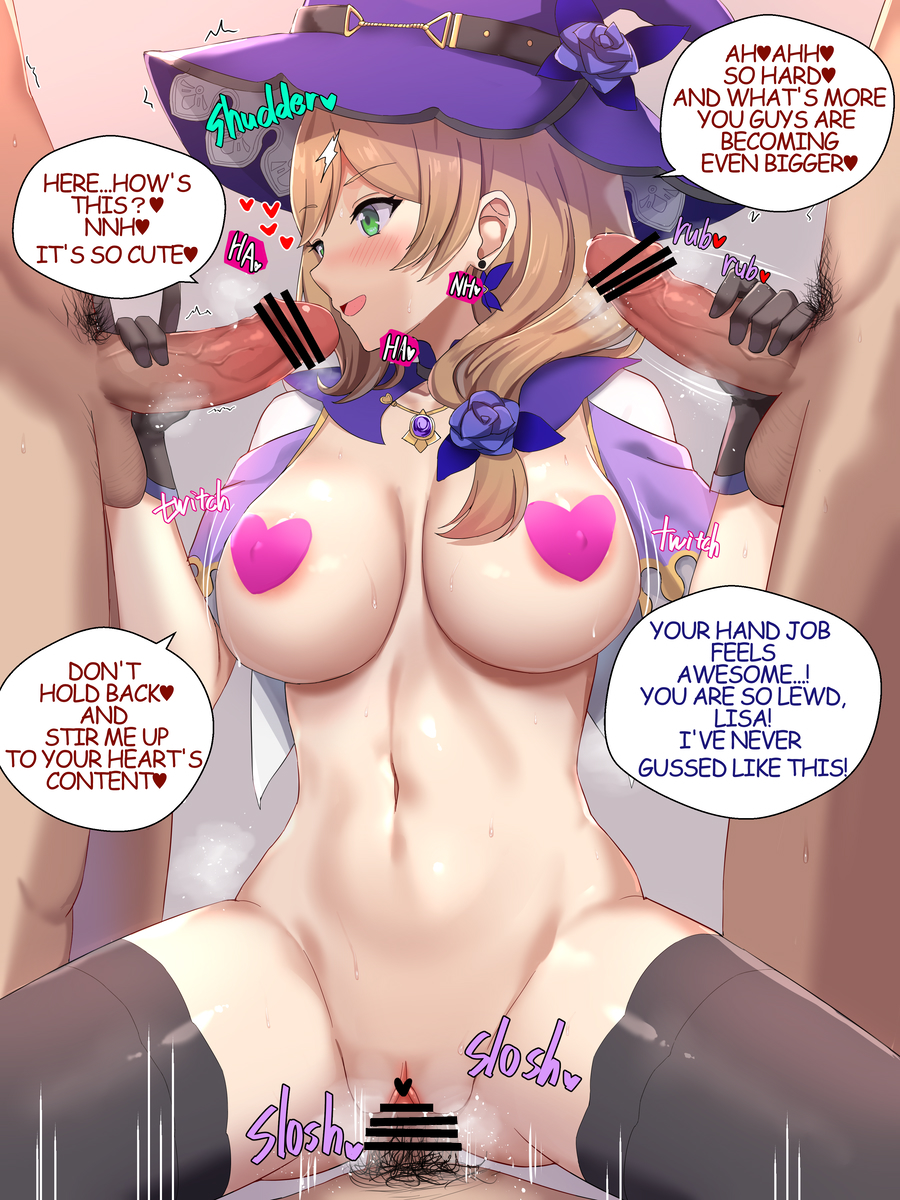 AH♥AHH♥
SO HARD♥
AND WHAT'S MORE
YOU GUYS ARE
BECOMING
EVEN BIGGER♥
shudder♥
HERE...HOW'S
THIS?♥
NNH♥
IT'S SO CUTE♥
HA♥
rub♥
rub♥
NH♥
HA♥
twitch
twitch
YOUR HAND JOB
FEELS
AWESOME...!
YOU ARE SO LEWD,
LISA!
I'VE NEVER
GUSSED LIKE THIS!
DON'T
HOLD BACK♥
AND
STIR ME UP
TO YOUR HEART'S
CONTENT♥
slosh♥
slosh♥